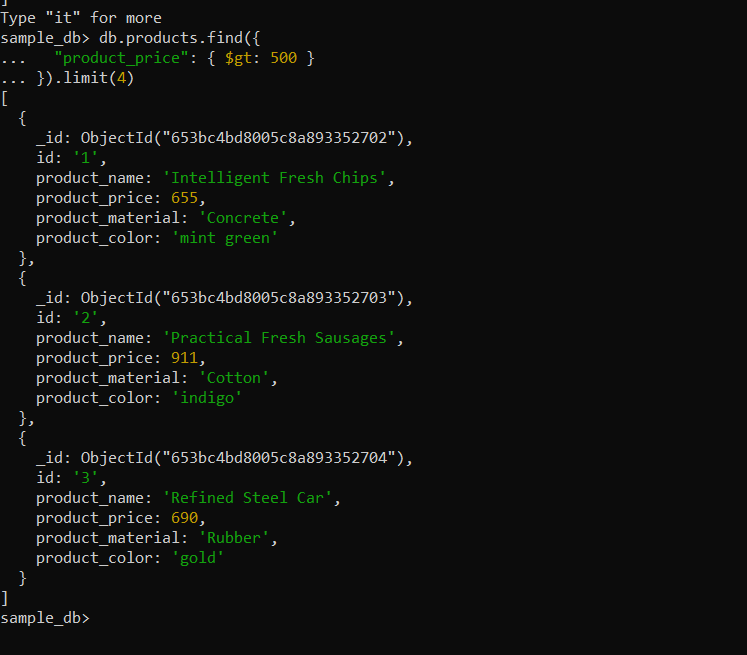 ]
Type "it" for more
sample_db> db.products.find({
...   "product_price": { $gt: 500 }
... }).limit(4)
[
  {
    _id: ObjectId("653bc4bd8005c8a893352702"),
    id: '1',
    product_name: 'Intelligent Fresh Chips',
    product_price: 655,
    product_material: 'Concrete',
    product_color: 'mint green'
  },
  {
    _id: ObjectId("653bc4bd8005c8a893352703"),
    id: '2',
    product_name: 'Practical Fresh Sausages',
    product_price: 911,
    product_material: 'Cotton',
    product_color: 'indigo'
  },
  {
    _id: ObjectId("653bc4bd8005c8a893352704"),
    id: '3',
    product_name: 'Refined Steel Car',
    product_price: 690,
    product_material: 'Rubber',
    product_color: 'gold'
  }
]
sample_db>